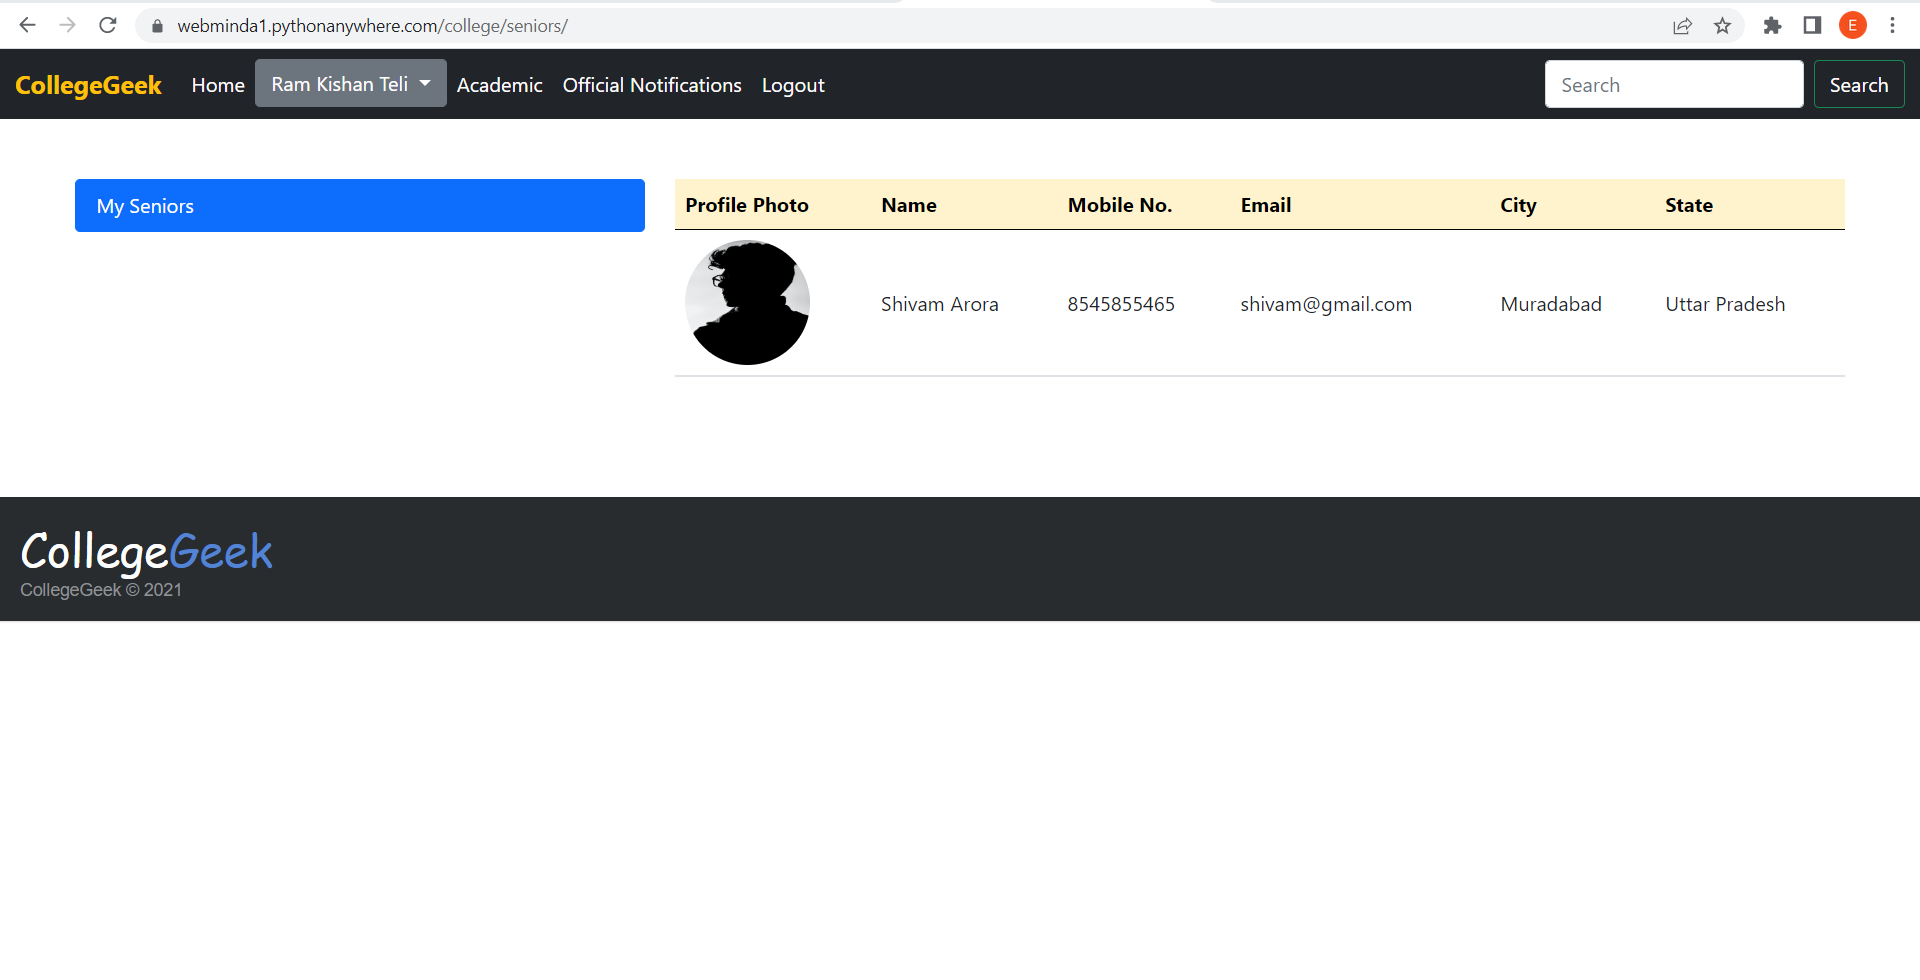 webminda1.pythonanywhere.com/college/seniors/
E
CollegeGeek Home Ram Kishan Teli Academic Official Notifications Logout Search Search
My Seniors
Profile Photo Name Mobile No. Email City State
Shivam Arora 8545855465 shivam@gmail.com Muradabad Uttar Pradesh
CollegeGeek
CollegeGeek © 2021